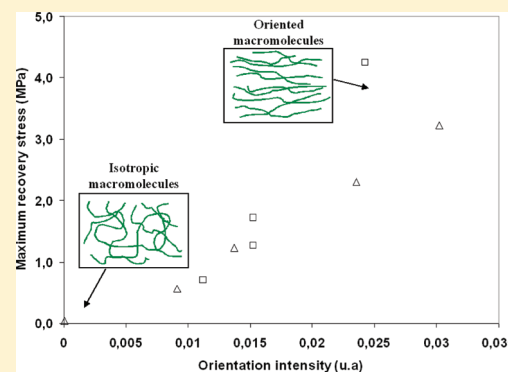 Oriented
macromolecules
Isotropic
macromolecules
Maximum recovery stress (MPa)
5,0
4,0
3,0
2,0
1,0
0,0
0 0,005 0,010 0,015 0,02 0,025 0,03 0,03
Orientation intensity (u.a)